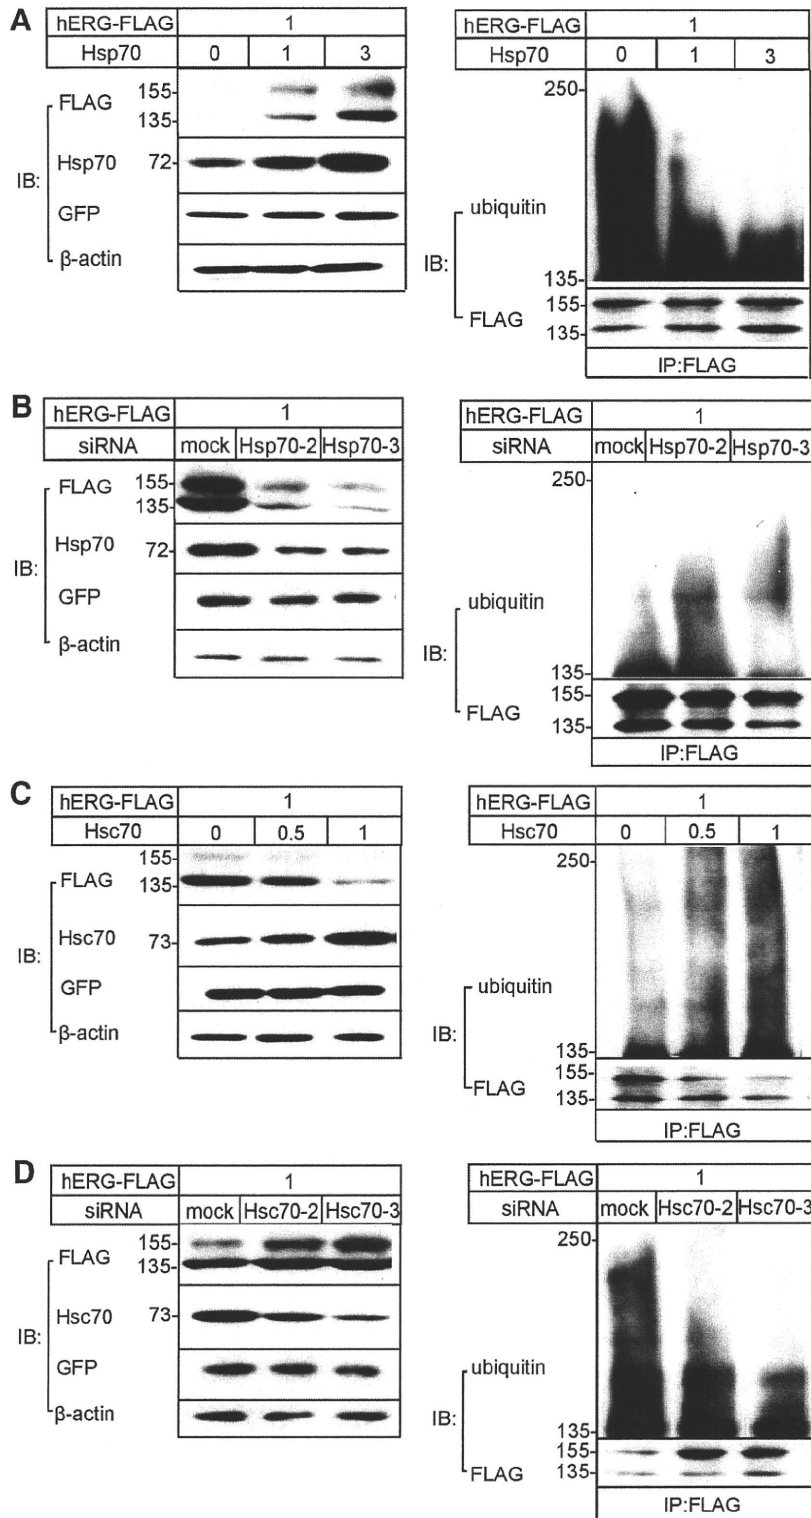 A
hERG-FLAG 1
Hsp70 0 1 3
IB:
FLAG 155-
135-
Hsp70 72-
GFP
β-actin
hERG-FLAG 1
Hsp70 0 1 3
250-
IB:
ubiquitin
135-
155-
FLAG 135-
IP:FLAG
B
hERG-FLAG 1
siRNA mock Hsp70-2 Hsp70-3
IB:
FLAG 155-
135-
Hsp70 72-
GFP
β-actin
hERG-FLAG 1
siRNA mock Hsp70-2 Hsp70-3
250-
IB:
ubiquitin
135-
155-
FLAG 135-
IP:FLAG
C
hERG-FLAG 1
Hsc70 0 0.5 1
IB:
155-
FLAG 135-
Hsc70 73-
GFP
β-actin
hERG-FLAG 1
Hsc70 0 0.5 1
250-
IB:
ubiquitin
135-
155-
FLAG 135-
IP:FLAG
D
hERG-FLAG 1
siRNA mock Hsc70-2 Hsc70-3
IB:
FLAG 155-
135-
Hsc70 73-
GFP
β-actin
hERG-FLAG 1
siRNA mock Hsc70-2 Hsc70-3
250-
IB:
ubiquitin
135-
155-
FLAG 135-
IP:FLAG